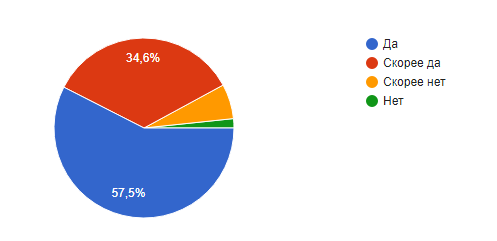 34,6%
57,5%
Да
Скорее да
Скорее нет
Нет